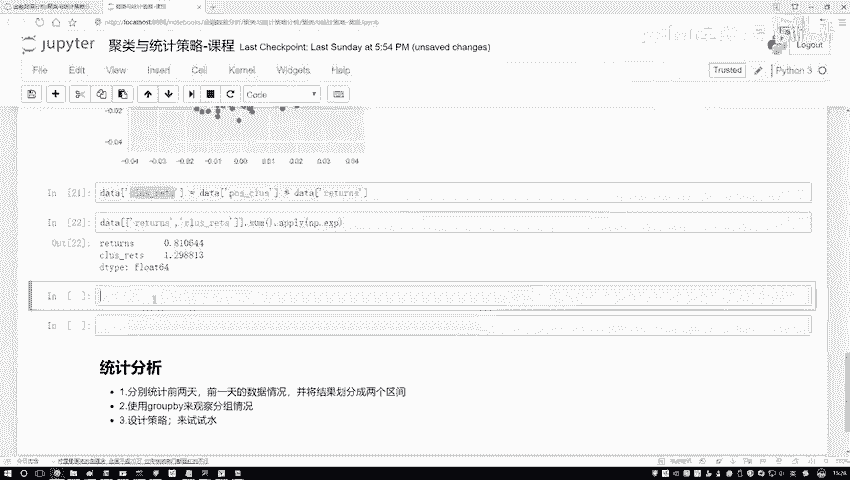 jupyter 聚类与统计策略-课程 Last Checkpoint: Last Sunday at 5:54 PM (unsaved changes)
Logout
File Edit View Insert Cell Kernel Widgets Help
Trusted
Python 3
Code
-0.02
-0.04
-0.04 -0.03 -0.02 -0.01 0.00 0.01 0.02 0.03 0.04
In [21]: data['clus_rets'] = data['pos_clus'] * data['returns']
In [22]: data[['returns','clus_rets']].sum().apply(np.exp)
Out[22]: returns 0.810644
clus_rets 1.298813
dtype: float64
In [ ]:
In [ ]:
统计分析
1.分别统计前两天，前一天的数据情况，并将结果划分成两个区间
2.使用groupby来观察分组情况
3.设计策略；来试试水